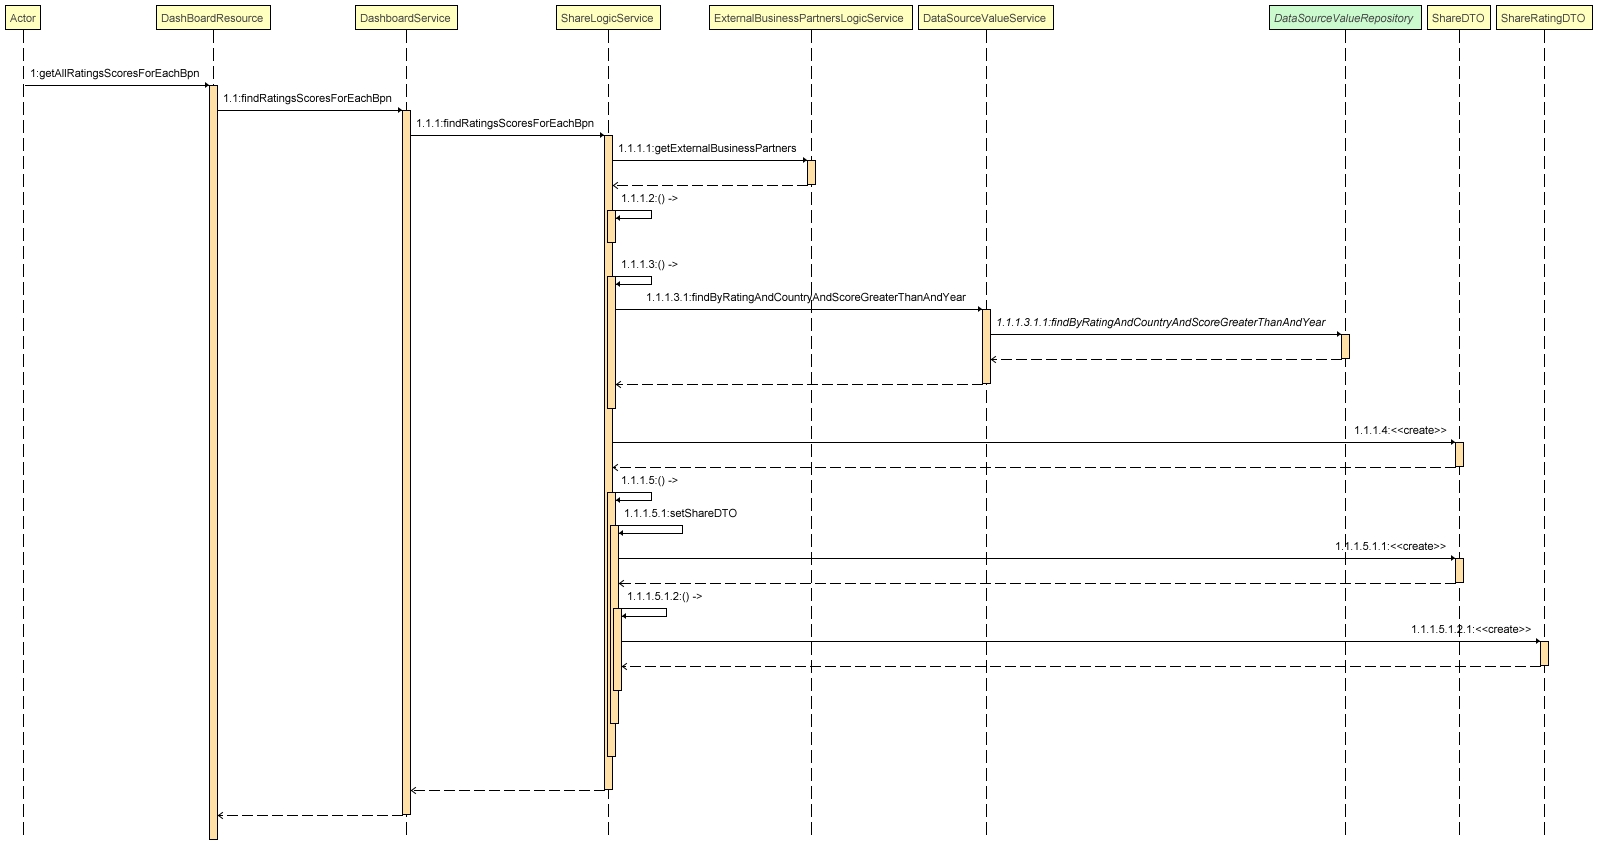 Actor
DashBoardResource
DashboardService
ShareLogicService
ExternalBusinessPartnersLogicService
DataSourceValueService
DataSourceValueRepository
ShareDTO
ShareRatingDTO
1:getAllRatingsScoresForEachBpn
1.1:findRatingsScoresForEachBpn
1.1.1:findRatingsScoresForEachBpn
1.1.1.1:getExternalBusinessPartners
1.1.1.2:() ->
1.1.1.3:() ->
1.1.1.3.1:findByRatingAndCountryAndScoreGreaterThanAndYear
1.1.1.3.1.1:findByRatingAndCountryAndScoreGreaterThanAndYear
1.1.1.4:<<create>>
1.1.1.5:() ->
1.1.1.5.1:setShareDTO
1.1.1.5.1.1:<<create>>
1.1.1.5.1.2:() ->
1.1.1.5.1.2.1:<<create>>